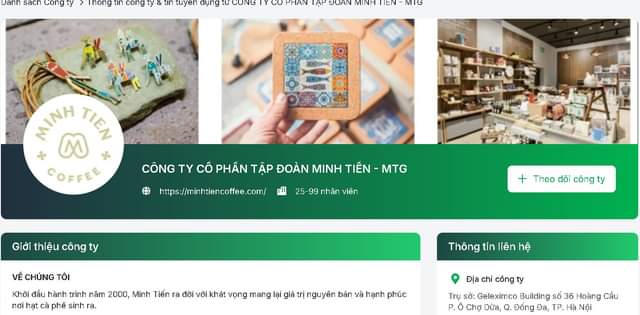 Danh sách Công ty > Thông tin công ty & tin tuyển dụng từ CÔNG TY CỔ PHẦN TẬP ĐOÀN MINH TIẾN - MTG
MINH TIEN
COFFEE
CÔNG TY CỔ PHẦN TẬP ĐOÀN MINH TIẾN - MTG
https://minhtiencoffee.com/ 25-99 nhân viên
+ Theo dõi công ty
Giới thiệu công ty
VỀ CHÚNG TÔI
Khởi đầu hành trình năm 2000, Minh Tiến ra đời với khát vọng mang lại giá trị nguyên bản và hạnh phúc
nơi hạt cà phê sinh ra.
Thông tin liên hệ
Địa chỉ công ty
Trụ sở: Geleximco Building số 36 Hoàng Cầu
P. Ô Chợ Dừa, Q. Đống Đa, TP. Hà Nội